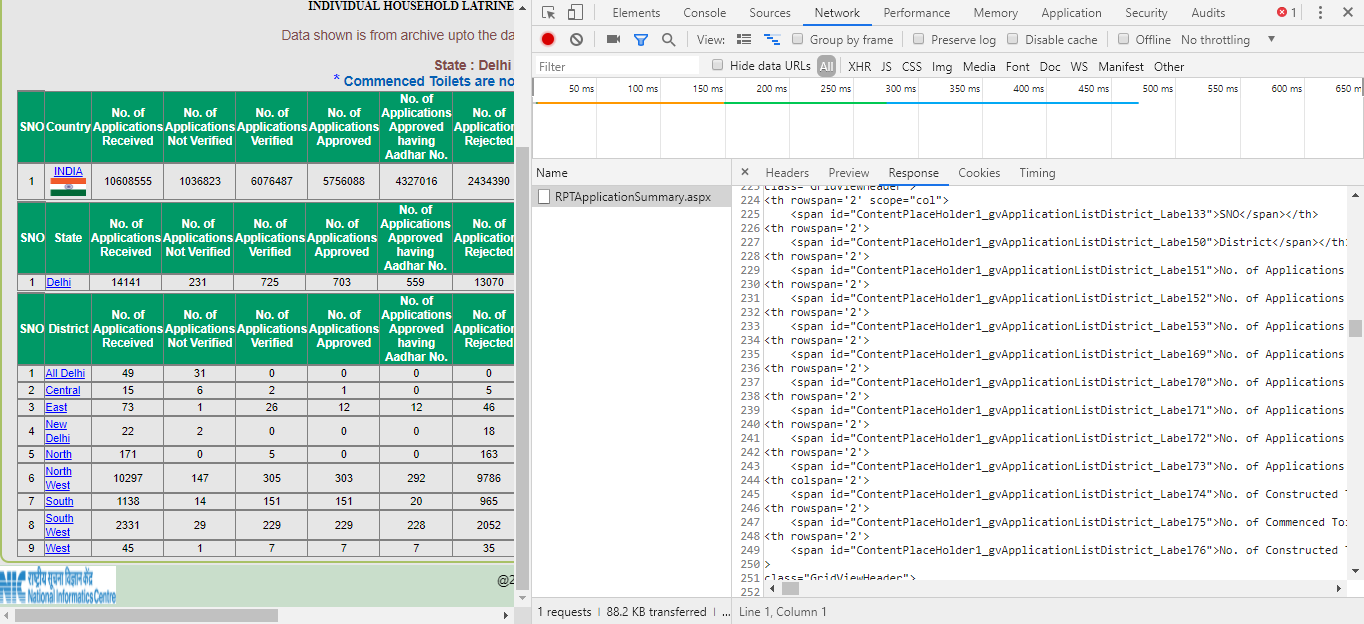 INDIVIDUAL HOUSEHOLD LATRINE
Data shown is from archive upto the da
State : Delhi
* Commenced Toilets are no
SNO Country No. of Applications Received No. of Applications Not Verified No. of Applications Verified No. of Applications Approved No. of Applications Approved having Aadhar No. No. of Application Rejected
1 INDIA 10608555 1036823 6076487 5756088 4327016 2434390
SNO State No. of Applications Received No. of Applications Not Verified No. of Applications Verified No. of Applications Approved No. of Applications Approved having Aadhar No. No. of Application Rejected
1 Delhi 14141 231 725 703 559 13070
SNO District No. of Applications Received No. of Applications Not Verified No. of Applications Verified No. of Applications Approved No. of Applications Approved having Aadhar No. No. of Application Rejected
1 All Delhi 49 31 0 0 0 0
2 Central 15 6 2 1 0 5
3 East 73 1 26 12 12 46
4 New Delhi 22 2 0 0 0 18
5 North 171 0 5 0 0 163
6 North West 10297 147 305 303 292 9786
7 South 1138 14 151 151 20 965
8 South West 2331 29 229 229 228 2052
9 West 45 1 7 7 7 35
NIC राष्ट्रीय सूचना विज्ञान केंद्र
National Informatics Centre
@2
Elements Console Sources Network Performance Memory Application Security Audits 1
View: Group by frame Preserve log Disable cache Offline No throttling
Filter Hide data URLs All XHR JS CSS Img Media Font Doc WS Manifest Other
50 ms 100 ms 150 ms 200 ms 250 ms 300 ms 350 ms 400 ms 450 ms 500 ms 550 ms 600 ms 650 m
Name
RPTApplicationSummary.aspx
Headers Preview Response Cookies Timing
223 class="GridViewHeader">
224 <th rowspan='2' scope="col">
225 <span id="ContentPlaceHolder1_gvApplicationListDistrict_Label33">SNO</span></th>
226 <th rowspan='2'>
227 <span id="ContentPlaceHolder1_gvApplicationListDistrict_Label50">District</span></th
228 <th rowspan='2'>
229 <span id="ContentPlaceHolder1_gvApplicationListDistrict_Label51">No. of Applications
230 <th rowspan='2'>
231 <span id="ContentPlaceHolder1_gvApplicationListDistrict_Label52">No. of Applications
232 <th rowspan='2'>
233 <span id="ContentPlaceHolder1_gvApplicationListDistrict_Label53">No. of Applications
234 <th rowspan='2'>
235 <span id="ContentPlaceHolder1_gvApplicationListDistrict_Label69">No. of Applications
236 <th rowspan='2'>
237 <span id="ContentPlaceHolder1_gvApplicationListDistrict_Label70">No. of Applications
238 <th rowspan='2'>
239 <span id="ContentPlaceHolder1_gvApplicationListDistrict_Label71">No. of Applications
240 <th rowspan='2'>
241 <span id="ContentPlaceHolder1_gvApplicationListDistrict_Label72">No. of Applications
242 <th rowspan='2'>
243 <span id="ContentPlaceHolder1_gvApplicationListDistrict_Label73">No. of Applications
244 <th colspan='2'>
245 <span id="ContentPlaceHolder1_gvApplicationListDistrict_Label74">No. of Constructed T
246 <th rowspan='2'>
247 <span id="ContentPlaceHolder1_gvApplicationListDistrict_Label75">No. of Commenced Toi
248 <th rowspan='2'>
249 <span id="ContentPlaceHolder1_gvApplicationListDistrict_Label76">No. of Constructed T
250 >
251 class="GridViewHeader">
252
1 requests | 88.2 KB transferred | ...
Line 1, Column 1